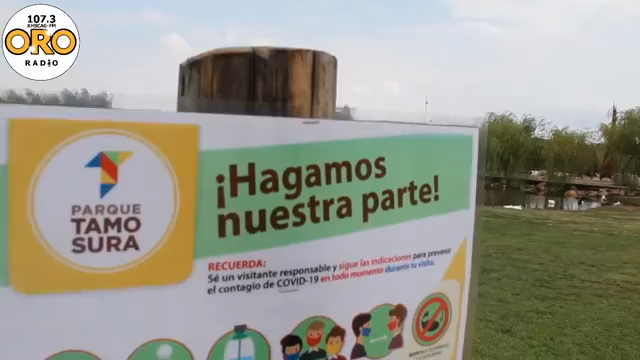 107.3
XHSCAG-FM
ORO
RADIO
PARQUE
TAMO
SURA
¡Hagamos
nuestra parte!
RECUERDA:
Sé un visitante responsable y sigue las indicaciones para prevenir
el contagio de COVID-19 en todo momento durante tu visita.